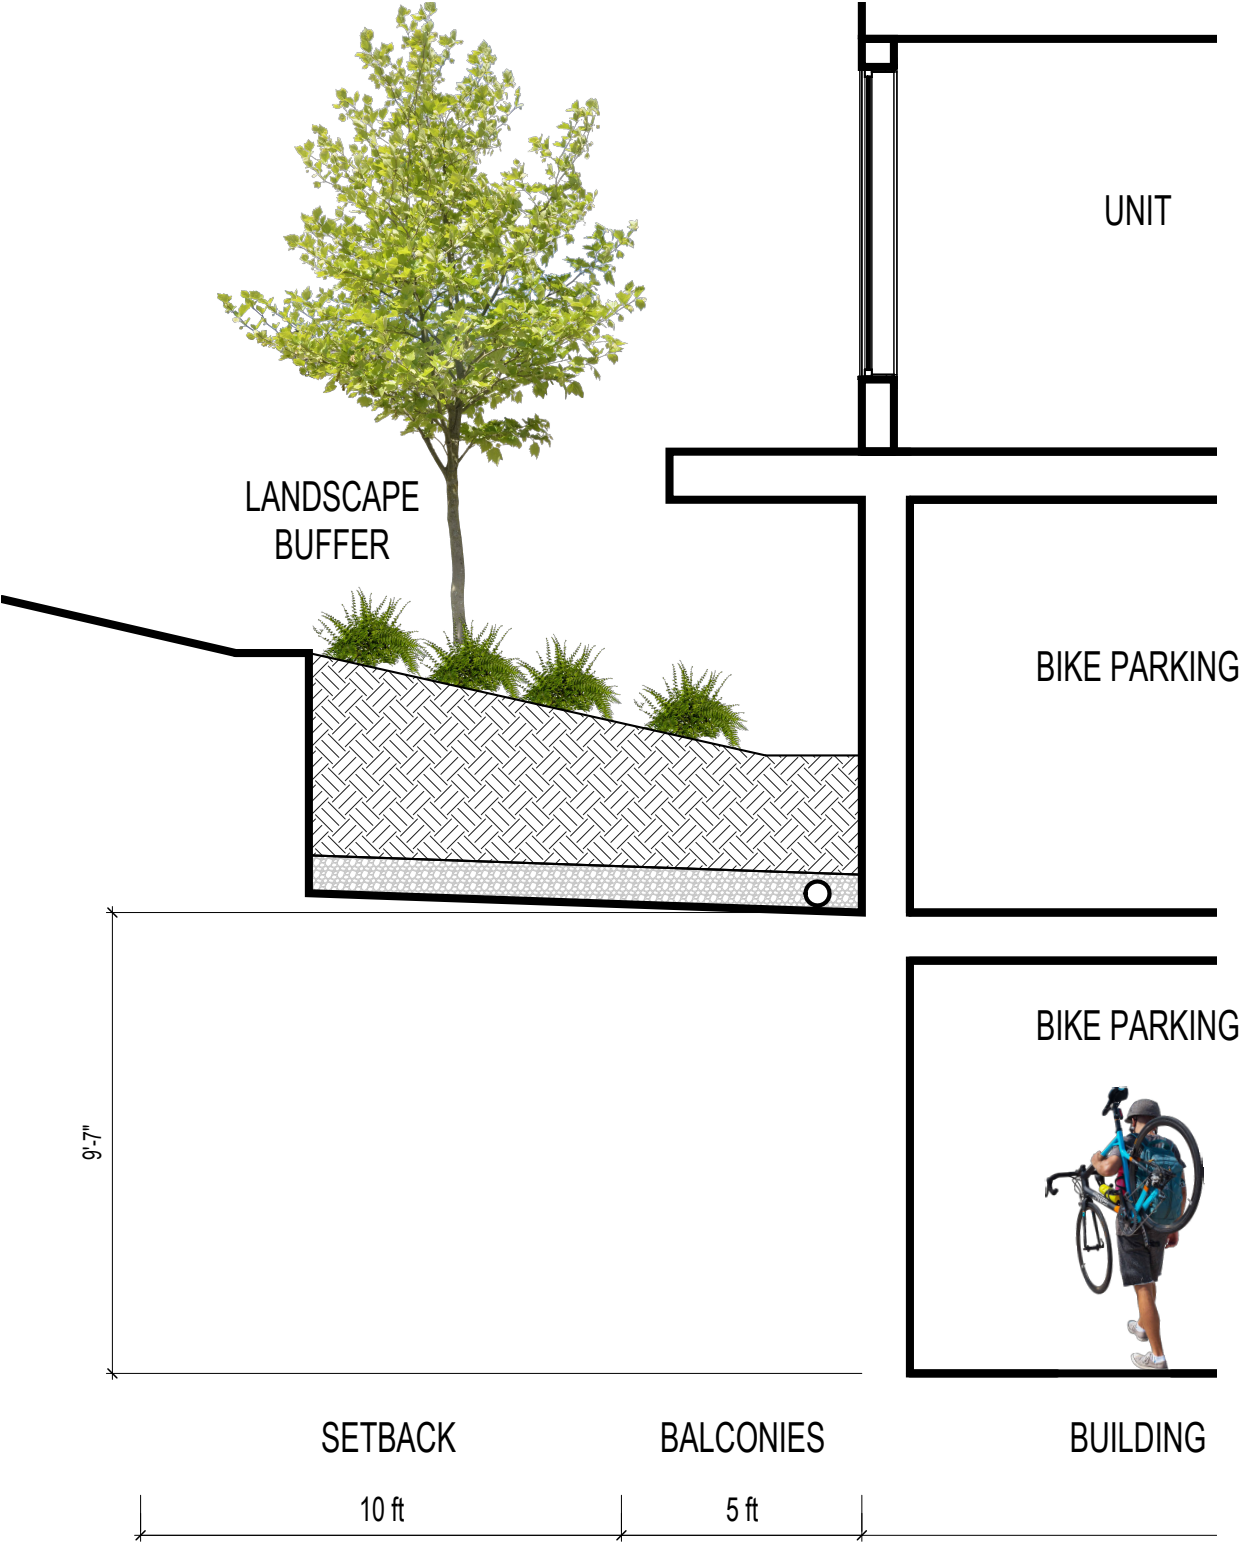 UNIT
LANDSCAPE
BUFFER
BIKE PARKING
BIKE PARKING
9'-7"
SETBACK
BALCONIES
BUILDING
10 ft
5 ft